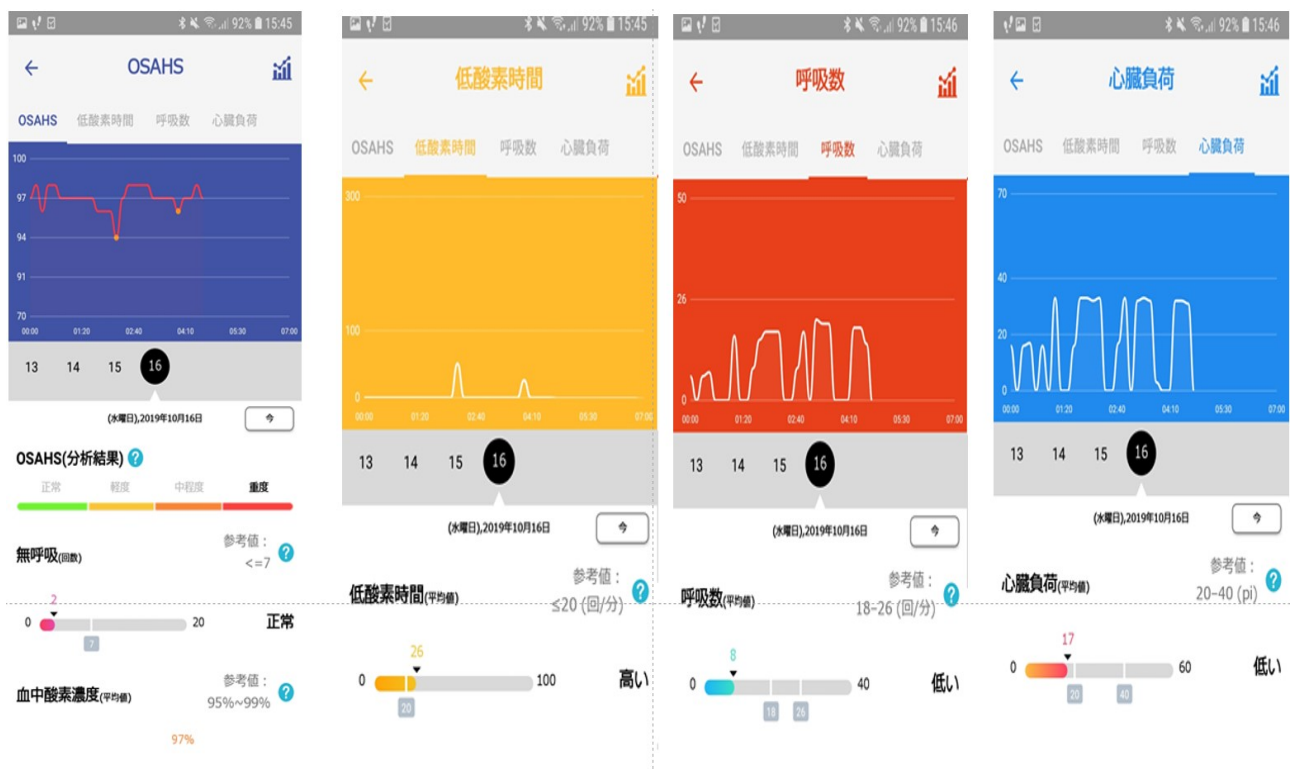 92% 15:45
OSAHS
OSAHS 低酸素時間 呼吸数 心臓負荷
100
97
94
91
70
00:00 01:20 02:40 04:10 05:30 07:00
13 14 15 16
(水曜日),2019年10月16日 今
OSAHS(分析結果) ?
正常 軽度 中程度 重度
無呼吸(回数) 参考値: <=7 ?
2
0 20 正常
7
血中酸素濃度(平均値) 参考値: 95%~99% ?
97%
92% 15:45
低酸素時間
OSAHS 低酸素時間 呼吸数 心臓負荷
300
100
0
00:00 01:20 02:40 04:10 05:30 07:00
13 14 15 16
(水曜日),2019年10月16日 今
低酸素時間(平均値) 参考値: ≤20 (回/分) ?
26
0 100 高い
20
92% 15:46
呼吸数
OSAHS 低酸素時間 呼吸数 心臓負荷
50
26
0
00:00 01:20 02:40 04:10 05:30 07:00
13 14 15 16
(水曜日),2019年10月16日 今
呼吸数(平均値) 参考値: 18-26 (回/分) ?
8
0 40 低い
18 26
92% 15:46
心臓負荷
OSAHS 低酸素時間 呼吸数 心臓負荷
70
40
20
0
00:00 01:20 02:40 04:10 05:30 07:00
13 14 15 16
(水曜日),2019年10月16日 今
心臓負荷(平均値) 参考値: 20-40 (pi) ?
17
0 60 低い
20 40